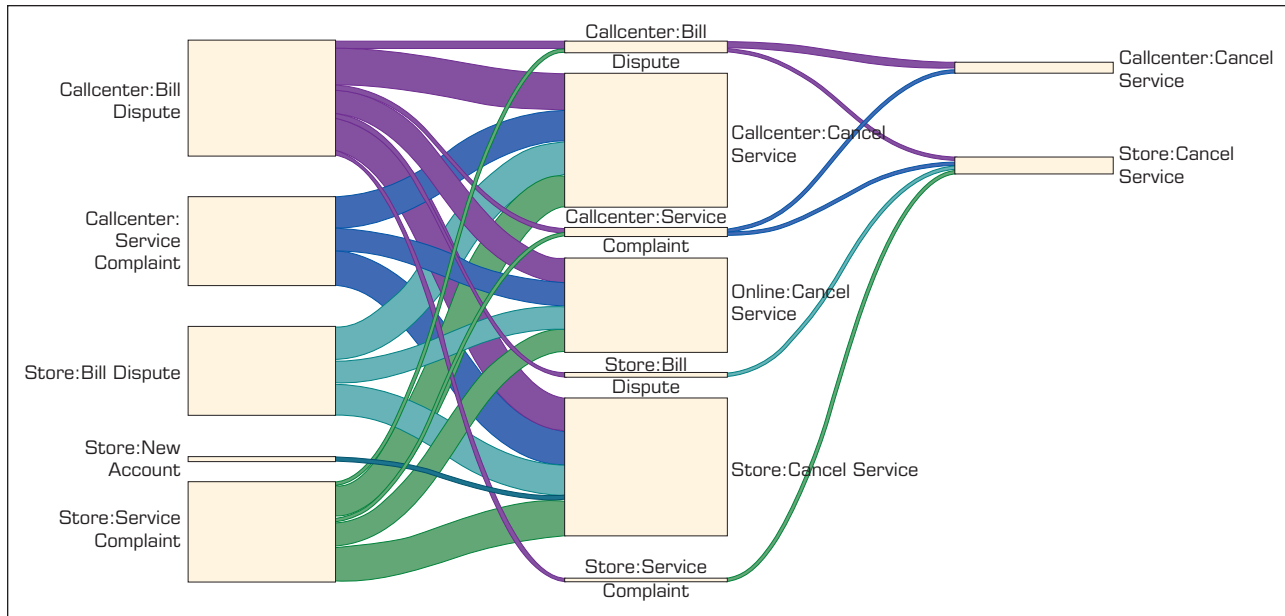 Callcenter:Bill
Dispute
Callcenter:
Service
Complaint
Store:Bill Dispute
Store:New
Account
Store:Service
Complaint
Callcenter:Bill
Dispute
Callcenter:Cancel
Service
Callcenter:Service
Complaint
Online:Cancel
Service
Store:Bill
Dispute
Store:Cancel Service
Store:Service
Complaint
Callcenter:Cancel
Service
Store:Cancel
Service